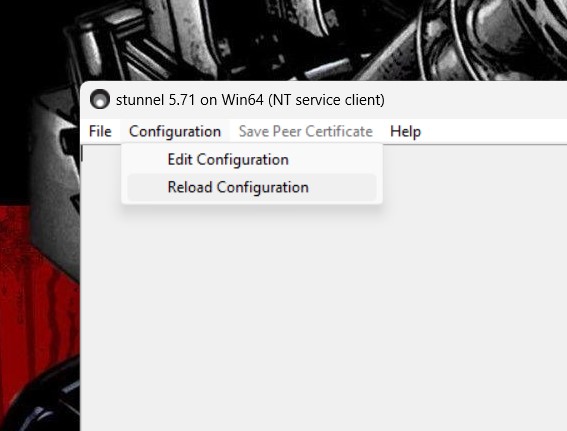 stunnel 5.71 on Win64 (NT service client)
File Configuration Save Peer Certificate Help
Edit Configuration
Reload Configuration